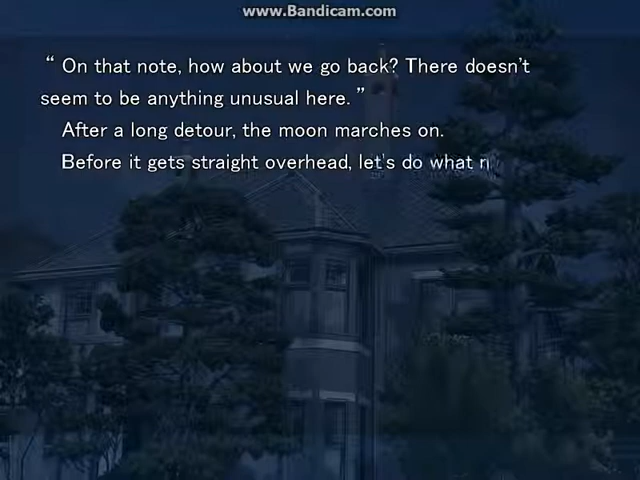 www.Bandicam.com
“ On that note, how about we go back? There doesn't
seem to be anything unusual here. ”
After a long detour, the moon marches on.
Before it gets straight overhead, let's do what n